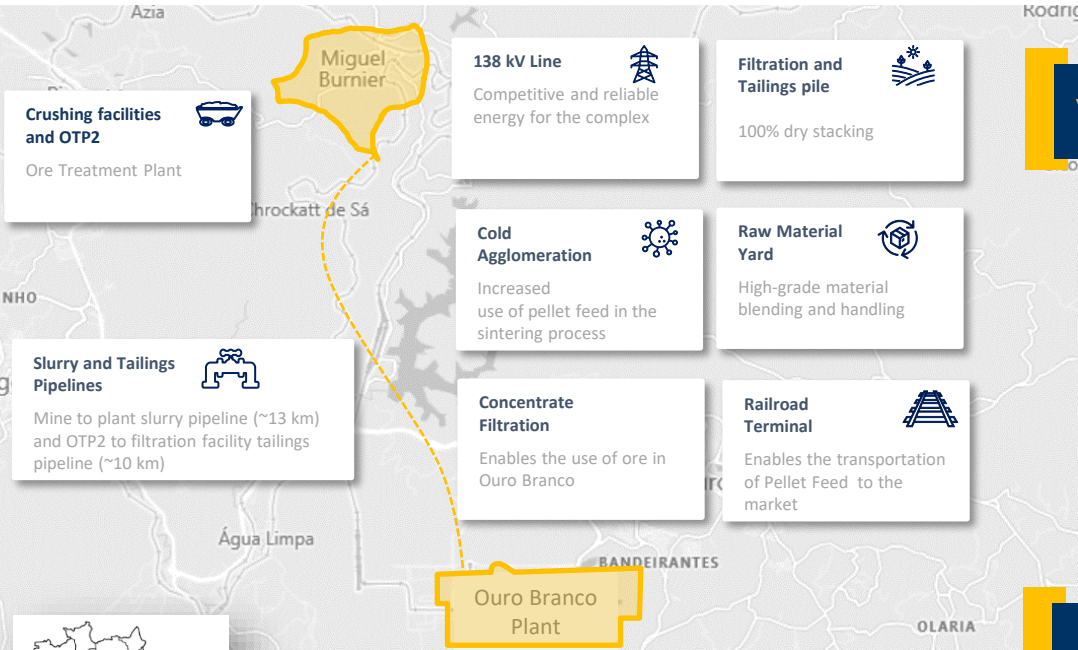 Azia
Miguel
Burnier
138 kV Line
Competitive and reliable
energy for the complex
Filtration and
Tailings pile
100% dry stacking
Crushing facilities
and OTP2
Ore Treatment Plant
hrockatt de Sá
Cold
Agglomeration
Increased
use of pellet feed in the
sintering process
Raw Material
Yard
High-grade material
blending and handling
NHO
Slurry and Tailings
Pipelines
Mine to plant slurry pipeline (~13 km)
and OTP2 to filtration facility tailings
pipeline (~10 km)
Concentrate
Filtration
Enables the use of ore in
Ouro Branco
Railroad
Terminal
Enables the transportation
of Pellet Feed to the
market
Água Limpa
BANDEIRANTES
Ouro Branco
Plant
OLARIA